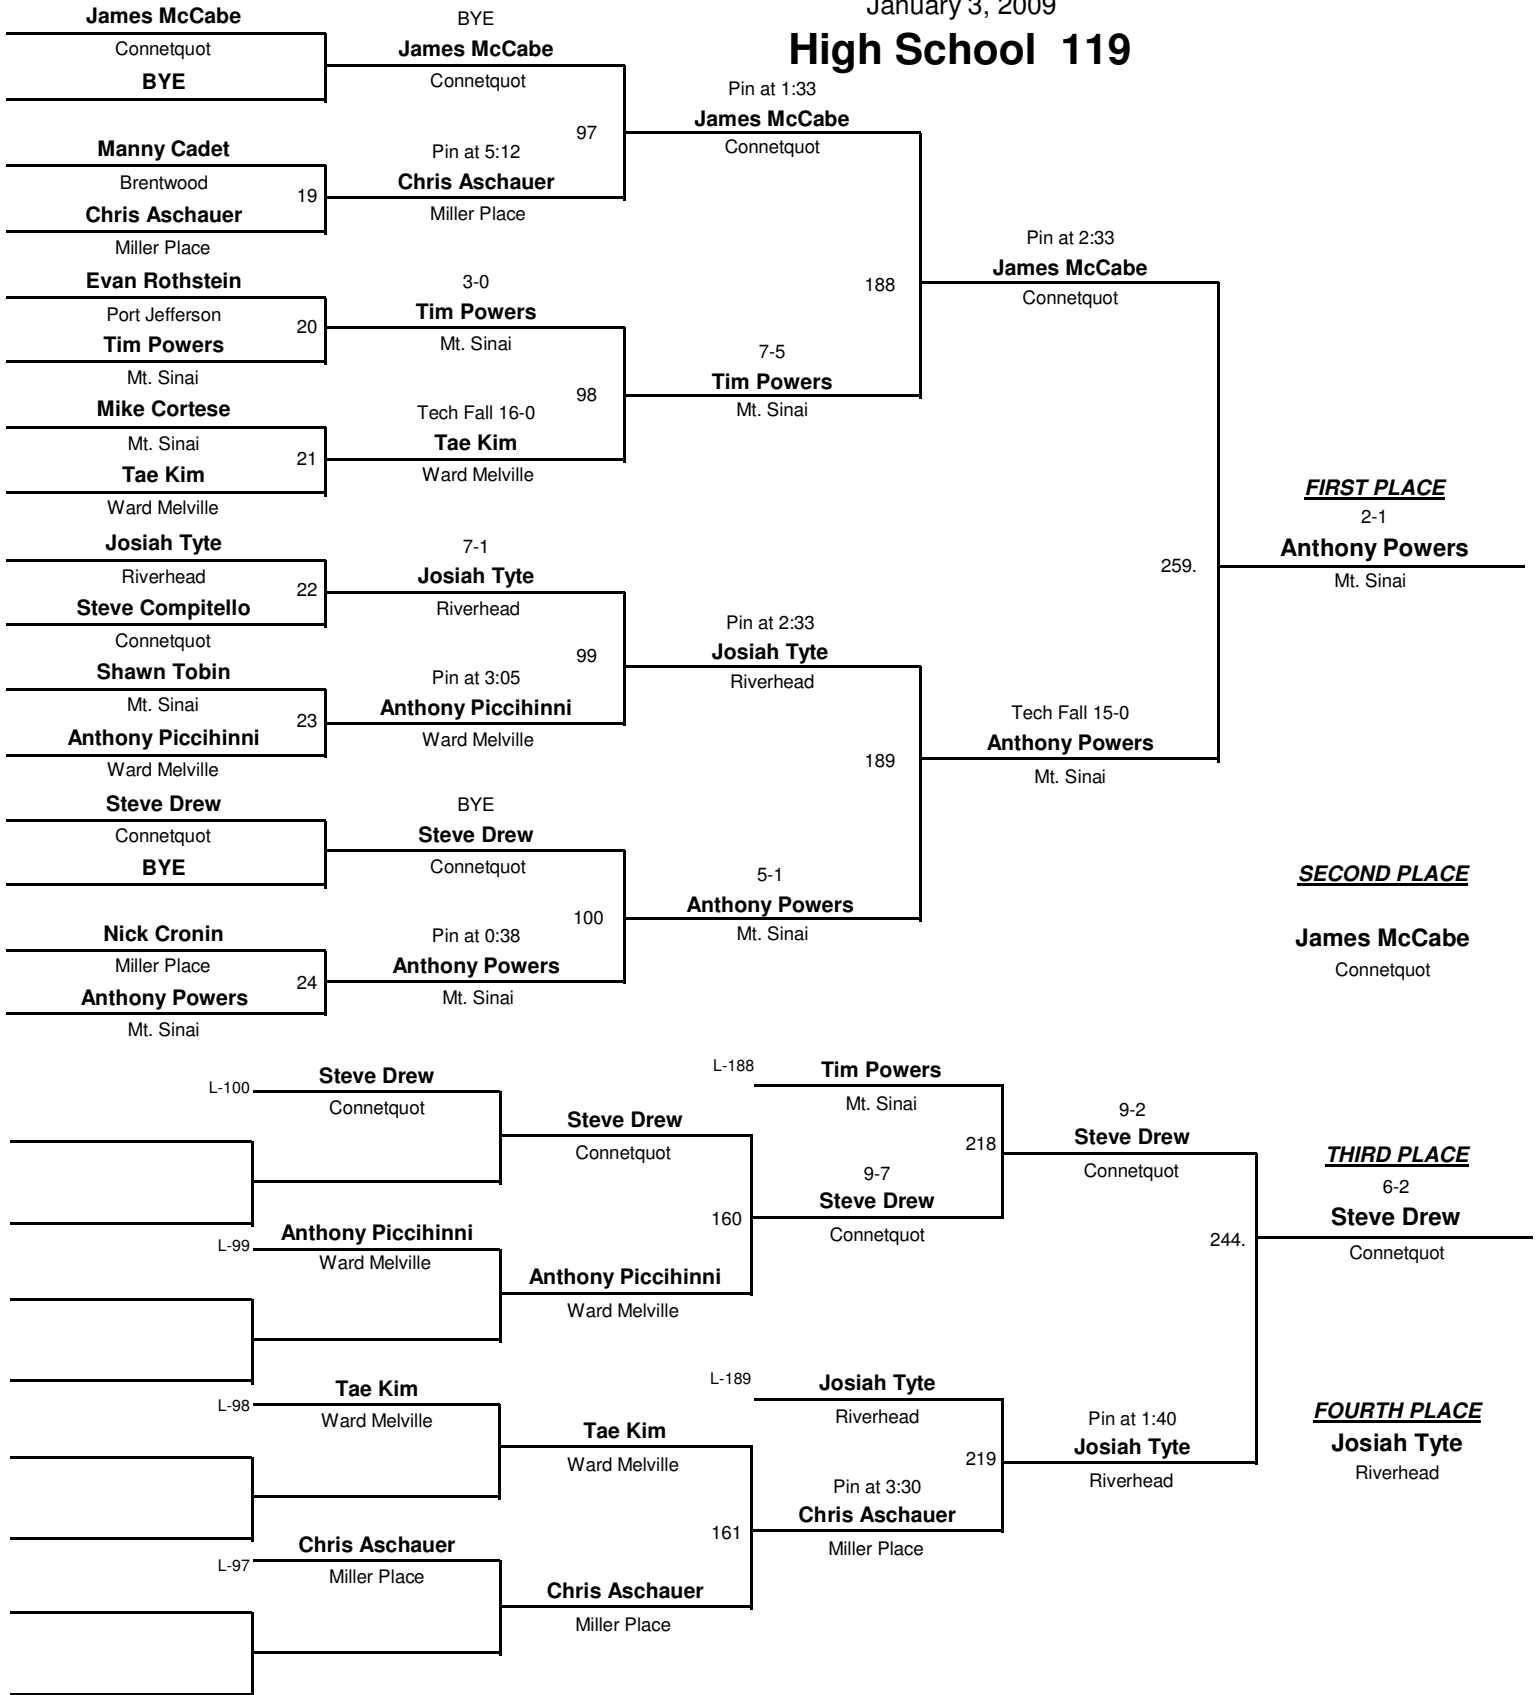 January 3, 2009
High School 119
James McCabe
Connetquot
BYE
Manny Cadet
Brentwood
19
Chris Aschauer
Miller Place
Evan Rothstein
Port Jefferson
20
Tim Powers
Mt. Sinai
Mike Cortese
Mt. Sinai
21
Tae Kim
Ward Melville
Josiah Tyte
Riverhead
22
Steve Compitello
Connetquot
Shawn Tobin
Mt. Sinai
23
Anthony Piccihinni
Ward Melville
Steve Drew
Connetquot
BYE
Nick Cronin
Miller Place
24
Anthony Powers
Mt. Sinai
BYE
James McCabe
Connetquot
97
Pin at 5:12
Chris Aschauer
Miller Place
3-0
Tim Powers
Mt. Sinai
98
Tech Fall 16-0
Tae Kim
Ward Melville
7-1
Josiah Tyte
Riverhead
99
Pin at 3:05
Anthony Piccihinni
Ward Melville
BYE
Steve Drew
Connetquot
100
Pin at 0:38
Anthony Powers
Mt. Sinai
Pin at 1:33
James McCabe
Connetquot
188
7-5
Tim Powers
Mt. Sinai
Pin at 2:33
Josiah Tyte
Riverhead
189
5-1
Anthony Powers
Mt. Sinai
Pin at 2:33
James McCabe
Connetquot
259.
Tech Fall 15-0
Anthony Powers
Mt. Sinai
FIRST PLACE
2-1
Anthony Powers
Mt. Sinai
SECOND PLACE
James McCabe
Connetquot
L-100
Steve Drew
Connetquot
L-99
Anthony Piccihinni
Ward Melville
L-98
Tae Kim
Ward Melville
L-97
Chris Aschauer
Miller Place
Steve Drew
Connetquot
160
Anthony Piccihinni
Ward Melville
Tae Kim
Ward Melville
161
Chris Aschauer
Miller Place
L-188
Tim Powers
Mt. Sinai
218
9-7
Steve Drew
Connetquot
L-189
Josiah Tyte
Riverhead
219
Pin at 3:30
Chris Aschauer
Miller Place
9-2
Steve Drew
Connetquot
244.
Pin at 1:40
Josiah Tyte
Riverhead
THIRD PLACE
6-2
Steve Drew
Connetquot
FOURTH PLACE
Josiah Tyte
Riverhead